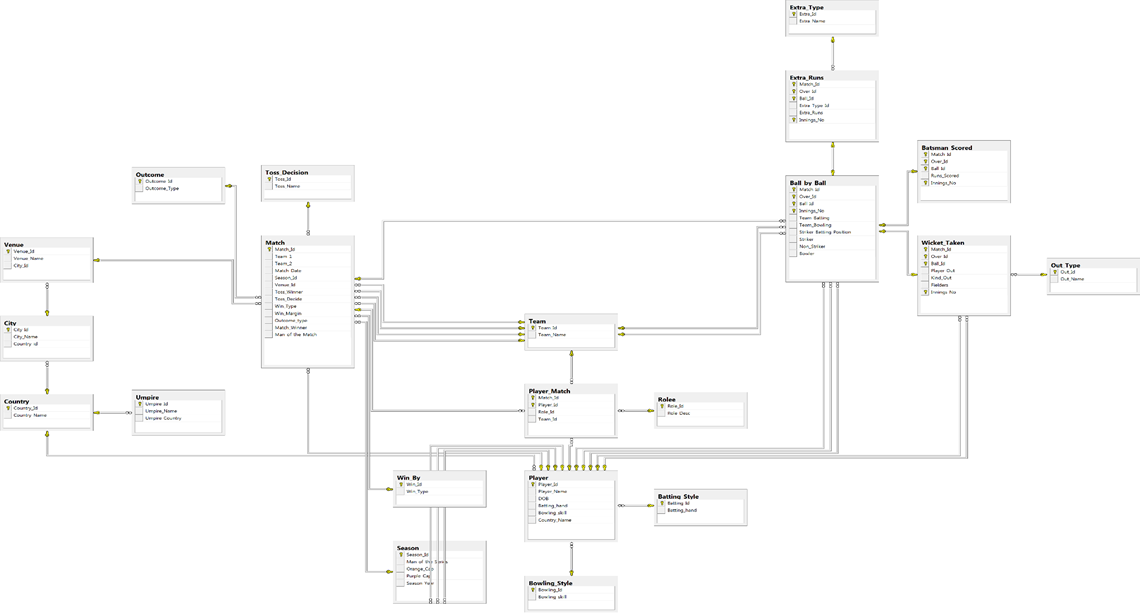 Extra_Type
Extra_Id
Extra_Name
Extra_Runs
Match_Id
Over_Id
Ball_Id
Extra_Type_Id
Extra_Runs
Innings_No
Batsman_Scored
Match_Id
Over_Id
Ball_Id
Runs_Scored
Innings_No
Outcome
Outcome_Id
Outcome_Type
Toss_Decision
Toss_Id
Toss_Name
Ball_by_Ball
Match_Id
Over_Id
Ball_Id
Innings_No
Team_Batting
Team_Bowling
Striker_Batting_Position
Striker
Non_Striker
Bowler
Venue
Venue_Id
Venue_Name
City_Id
Match
Match_Id
Team_1
Team_2
Match_Date
Season_Id
Venue_Id
Toss_Winner
Toss_Decide
Win_Type
Win_Margin
Outcome_type
Match_Winner
Man_of_the_Match
Wicket_Taken
Match_Id
Over_Id
Ball_Id
Player_Out
Kind_Out
Fielders
Innings_No
Out_Type
Out_Id
Out_Name
City
City_Id
City_Name
Country_id
Team
Team_Id
Team_Name
Country
Country_Id
Country_Name
Umpire
Umpire_Id
Umpire_Name
Umpire_Country
Player_Match
Match_Id
Player_Id
Role_Id
Team_Id
Rolee
Role_Id
Role_Desc
Win_By
Win_Id
Win_Type
Player
Player_Id
Player_Name
DOB
Batting_hand
Bowling_skill
Country_Name
Batting_Style
Batting_Id
Batting_hand
Season
Season_Id
Man_of_the_Series
Orange_Cap
Purple_Cap
Season_Year
Bowling_Style
Bowling_Id
Bowling_skill